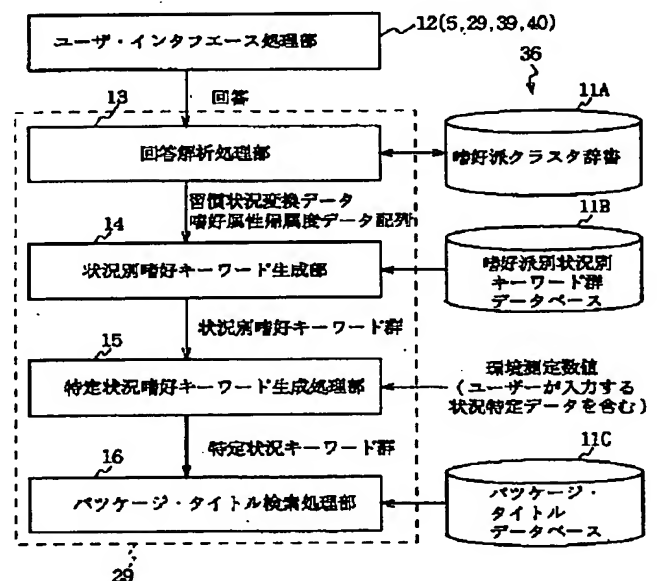 ユーザ・インタフエース処理部
12(5,29,39,40)
36
回答
13
11A
回答解析処理部
嗜好派クラスタ辞書
習慣状況変換データ
嗜好属性帰属度データ配列
14
11B
状況別嗜好キーワード生成部
嗜好派別状況別
キーワード群
データベース
状況別嗜好キーワード群
15
特定状況嗜好キーワード生成処理部
環境測定数値
(ユーザーが入力する
状況特定データを含む)
特定状況キーワード群
16
11C
パツケージ・タイトル検索処理部
パツケージ・
タイトル
データベース
29